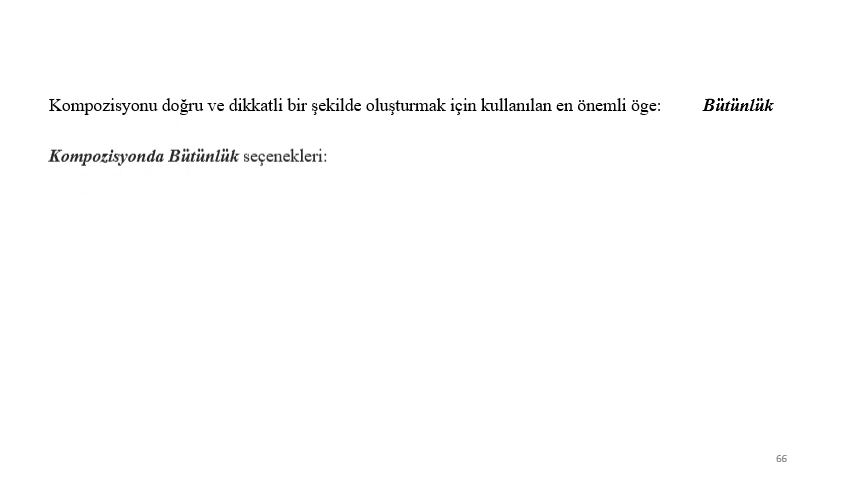 Kompozisyonu doğru ve dikkatli bir şekilde oluşturmak için kullanılan en önemli öge: Bütünlük
Kompozisyonda Bütünlük seçenekleri:
66